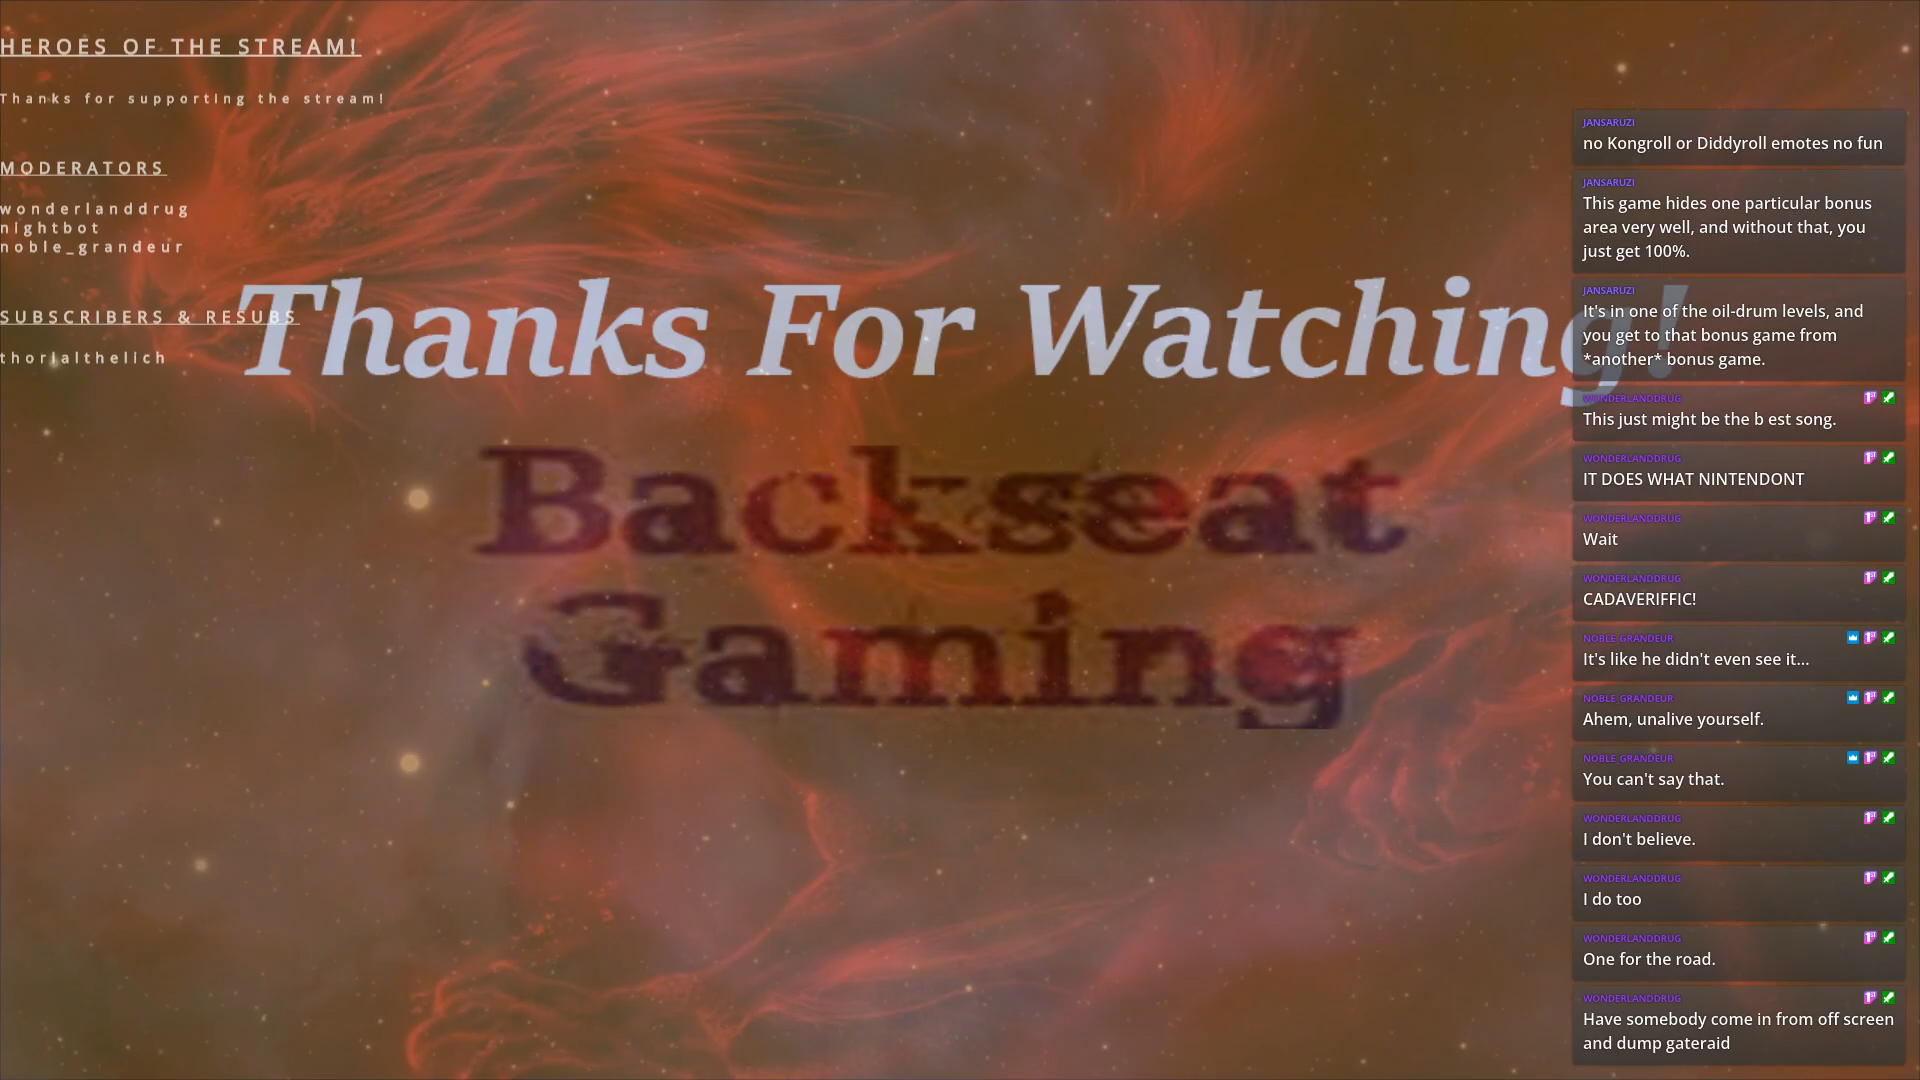 HEROES OF THE STREAM!
Thanks for supporting the stream!
MODERATORS
wonderlanddrug
nightbot
noble_grandeur
SUBSCRIBERS & RESUBS
thorlalthelich
Thanks For Watching!
Backseat
Gaming
JANSARUZI
no Kongroll or Diddyroll emotes no fun
JANSARUZI
This game hides one particular bonus
area very well, and without that, you
just get 100%.
JANSARUZI
It's in one of the oil-drum levels, and
you get to that bonus game from
*another* bonus game.
WONDERLANDDRUG
This just might be the b est song.
WONDERLANDDRUG
IT DOES WHAT NINTENDONT
WONDERLANDDRUG
Wait
WONDERLANDDRUG
CADAVERIFFIC!
NOBLE_GRANDEUR
It's like he didn't even see it...
NOBLE_GRANDEUR
Ahem, unalive yourself.
NOBLE_GRANDEUR
You can't say that.
WONDERLANDDRUG
I don't believe.
WONDERLANDDRUG
I do too
WONDERLANDDRUG
One for the road.
WONDERLANDDRUG
Have somebody come in from off screen
and dump gateraid